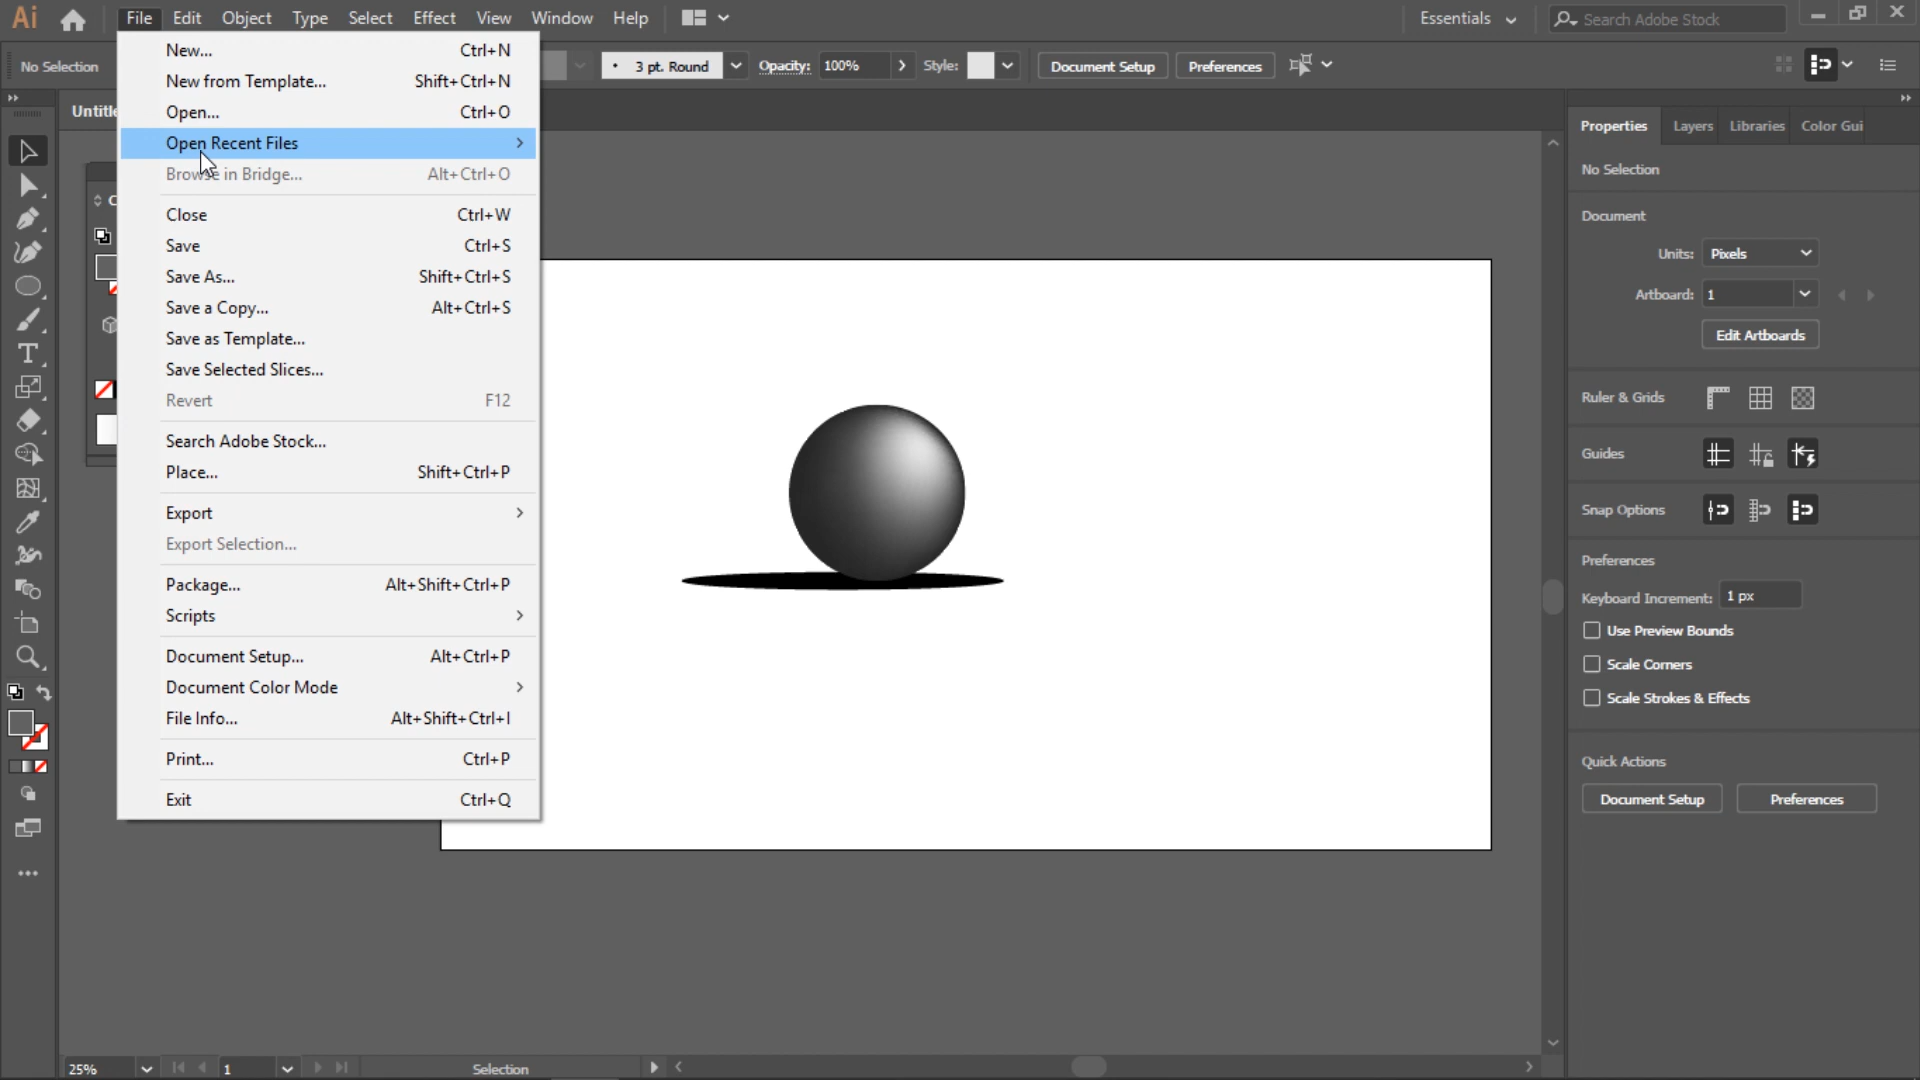 Ai File Edit Object Type Select Effect View Window Help Essentials Search Adobe Stock
No Selection 3 pt. Round Opacity: 100% Style: Document Setup Preferences
New... Ctrl+N
New from Template... Shift+Ctrl+N
Open... Ctrl+O
Open Recent Files
Browse in Bridge... Alt+Ctrl+O
Close Ctrl+W
Save Ctrl+S
Save As... Shift+Ctrl+S
Save a Copy... Alt+Ctrl+S
Save as Template...
Save Selected Slices...
Revert F12
Search Adobe Stock...
Place... Shift+Ctrl+P
Export
Export Selection...
Package... Alt+Shift+Ctrl+P
Scripts
Document Setup... Alt+Ctrl+P
Document Color Mode
File Info... Alt+Shift+Ctrl+I
Print... Ctrl+P
Exit Ctrl+Q
Properties Layers Libraries Color Gui
No Selection
Document
Units: Pixels
Artboard: 1
Edit Artboards
Ruler & Grids
Guides
Snap Options
Preferences
Keyboard Increment: 1 px
Use Preview Bounds
Scale Corners
Scale Strokes & Effects
Quick Actions
Document Setup Preferences
25% 1 Selection